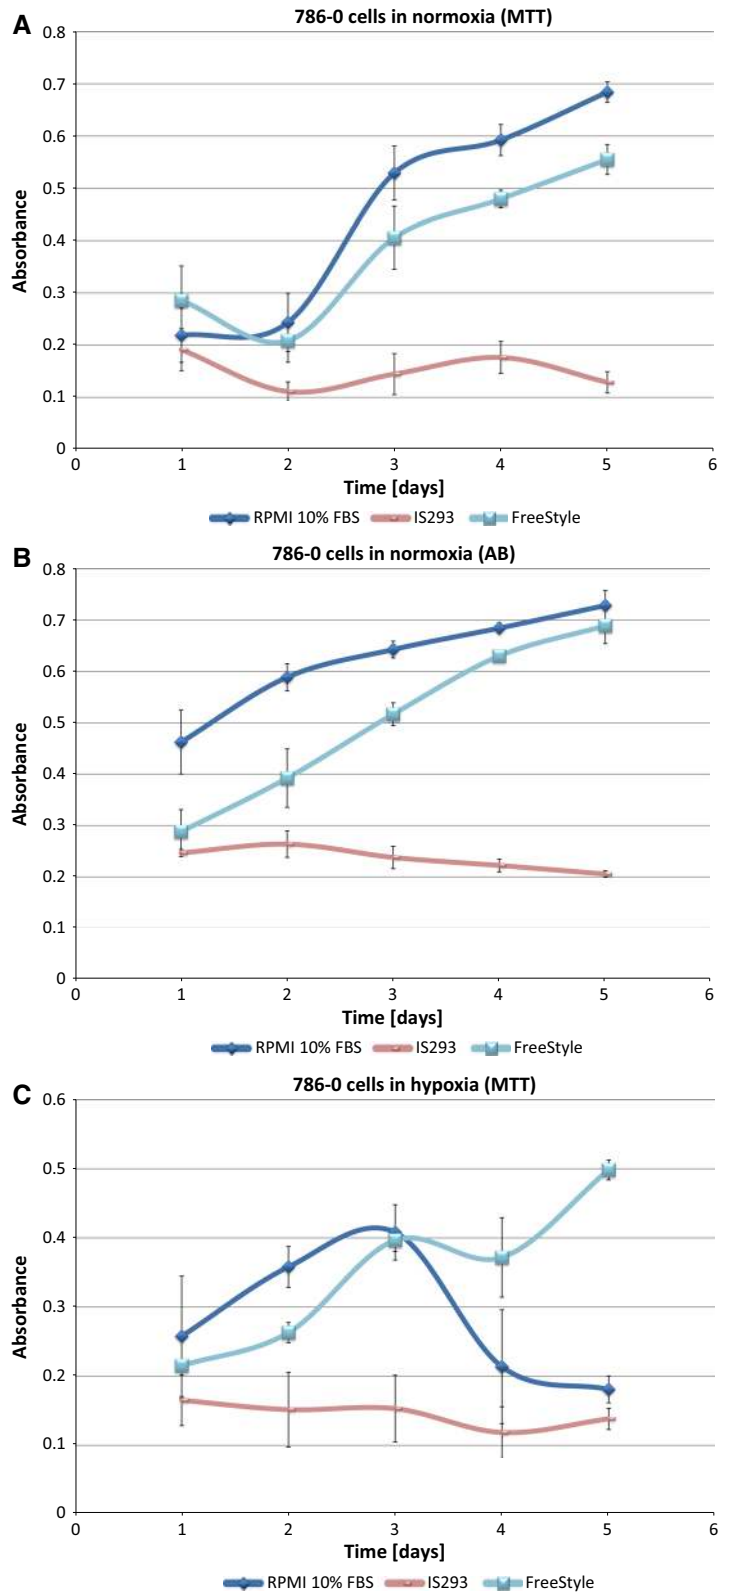 A
786-0 cells in normoxia (MTT)
0.8
0.7
0.6
0.5
0.4
0.3
0.2
0.1
0
Absorbance
0 1 2 3 4 5 6
Time [days]
RPMI 10% FBS IS293 FreeStyle
B
786-0 cells in normoxia (AB)
0.8
0.7
0.6
0.5
0.4
0.3
0.2
0.1
0
Absorbance
0 1 2 3 4 5 6
Time [days]
RPMI 10% FBS IS293 FreeStyle
C
786-0 cells in hypoxia (MTT)
0.6
0.5
0.4
0.3
0.2
0.1
0
Absorbance
0 1 2 3 4 5 6
Time [days]
RPMI 10% FBS IS293 FreeStyle